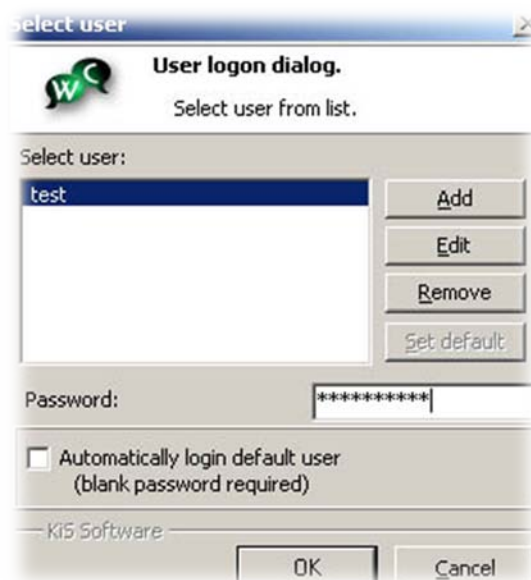 Select user
User logon dialog.
WC
Select user from list.
Select user:
test
Add
Edit
Remove
Set default
Password:
**********
Automatically login default user
(blank password required)
KiS Software
OK
Cancel